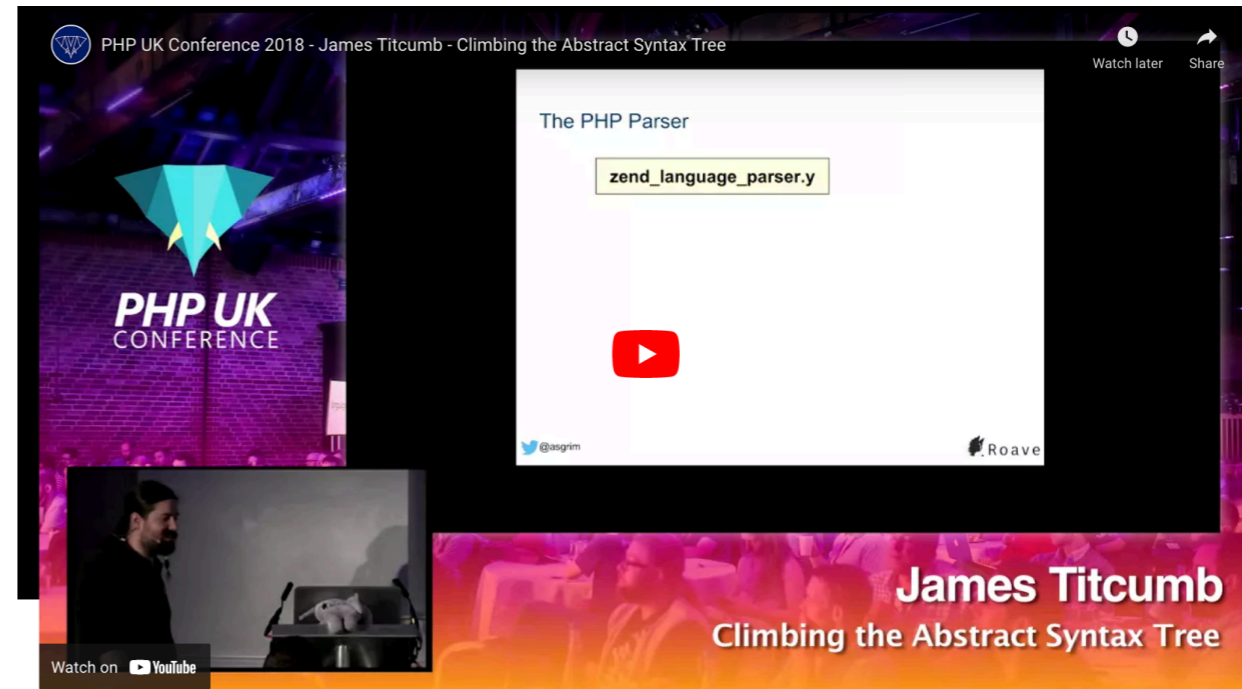 PHP UK Conference 2018 - James Titcumb - Climbing the Abstract Syntax Tree
Watch later
Share
The PHP Parser
zend_language_parser.y
PHP UK
CONFERENCE
@asgrim
Roave
James Titcumb
Climbing the Abstract Syntax Tree
Watch on YouTube